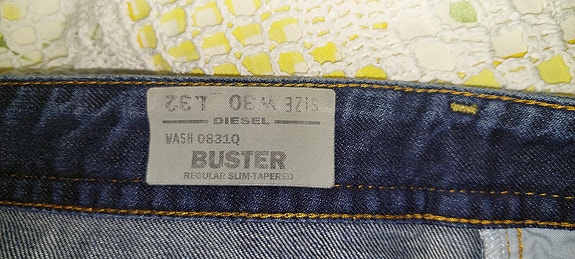 SIZE W30 L32
DIESEL
WASH 0831Q
BUSTER
REGULAR SLIM-TAPERED